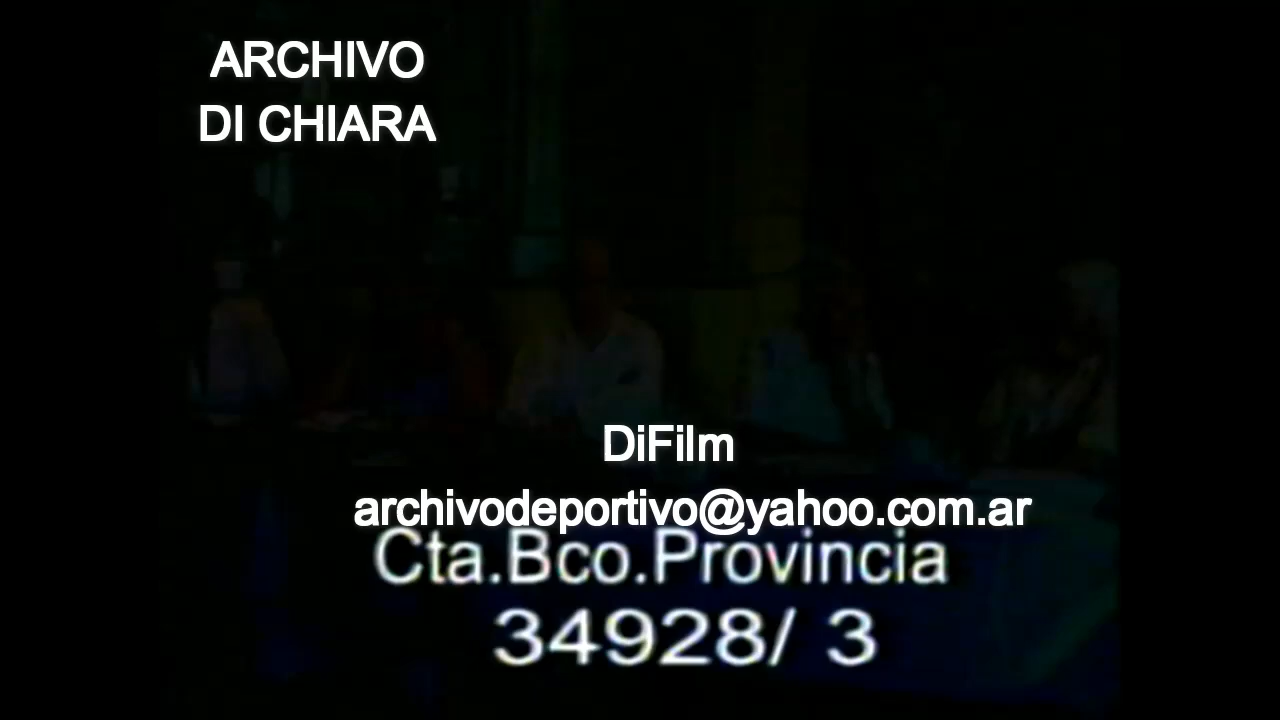 ARCHIVO
DI CHIARA
DiFilm
archivodeportivo@yahoo.com.ar
Cta.Bco.Provincia
34928/ 3